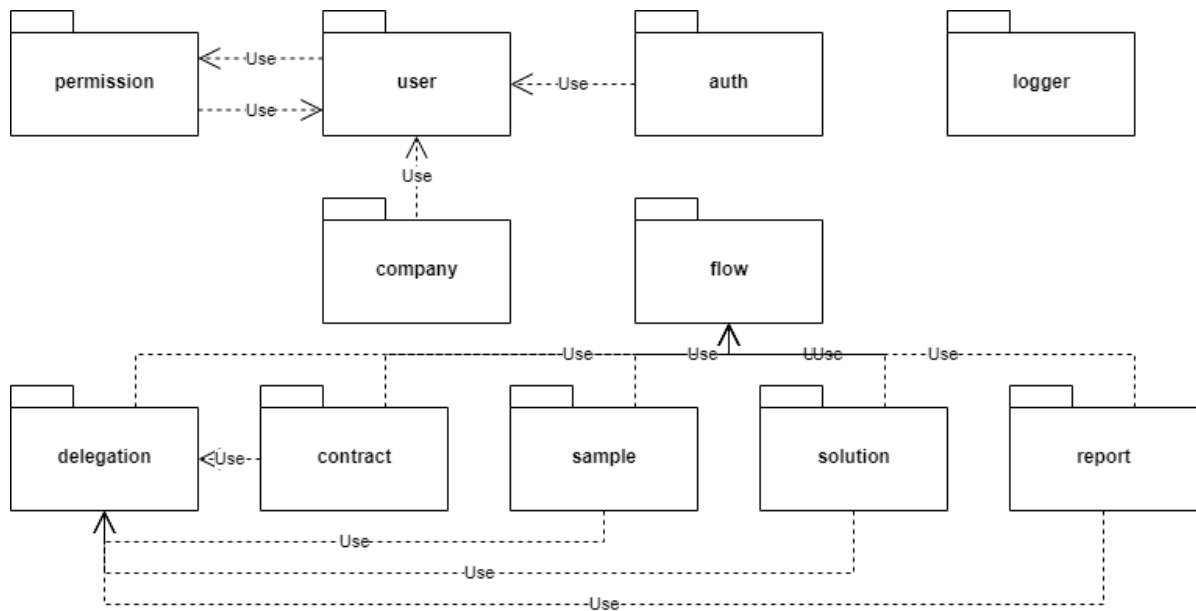 permission
Use
Use
user
Use
auth
logger
Use
company
flow
Use
Use
UUse
Use
delegation
Use
contract
sample
solution
report
Use
Use
Use